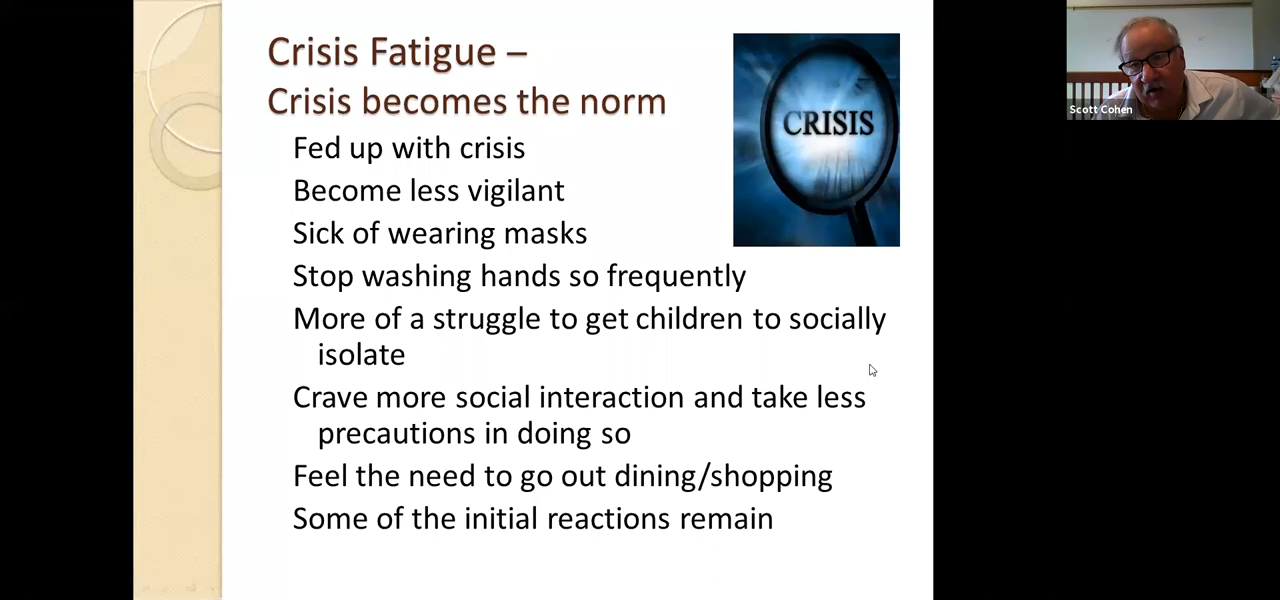 Crisis Fatigue –
Crisis becomes the norm
Fed up with crisis
Become less vigilant
Sick of wearing masks
Stop washing hands so frequently
More of a struggle to get children to socially
isolate
Crave more social interaction and take less
precautions in doing so
Feel the need to go out dining/shopping
Some of the initial reactions remain
CRISIS
Scott Cohen